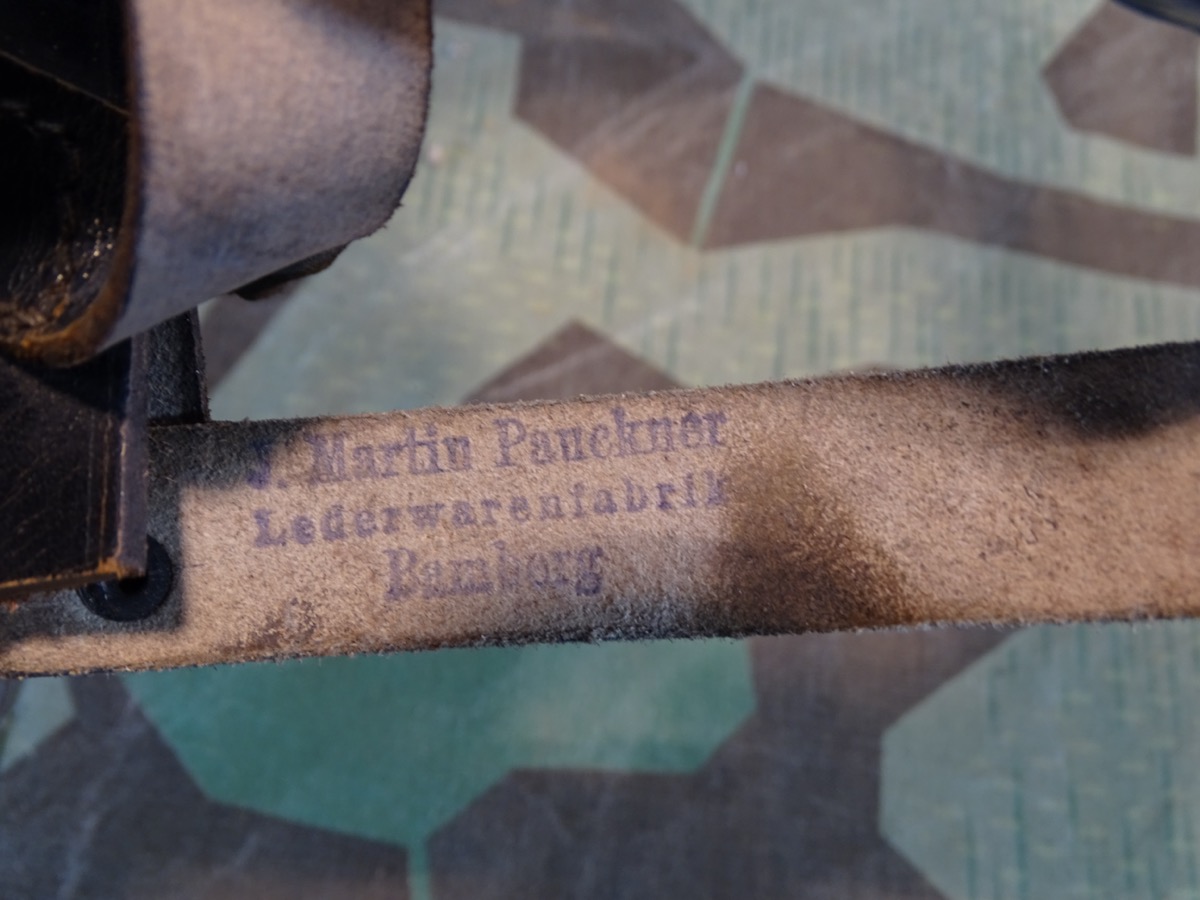 J. Martin Pauckner
Lederwarenfabrik
Bamberg